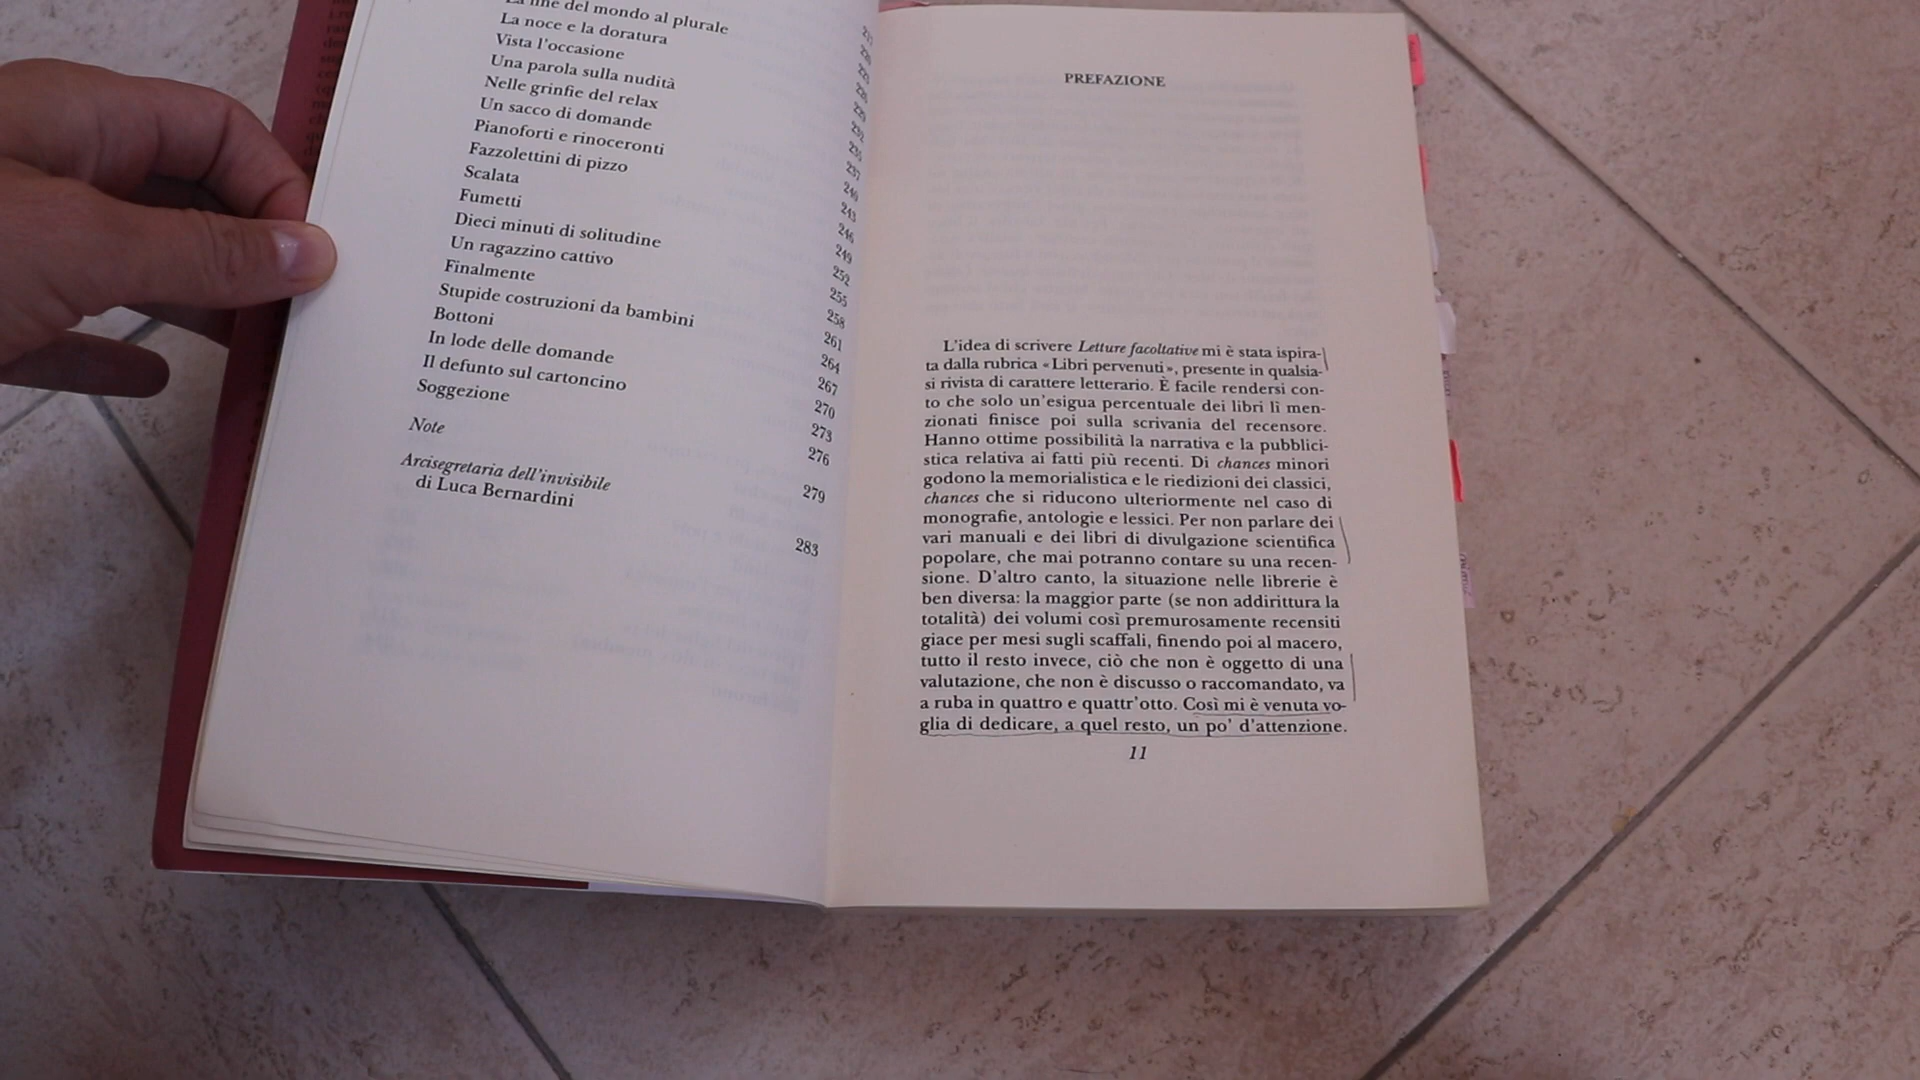 La fine del mondo al plurale
La noce e la doratura
Vista l'occasione
Una parola sulla nudità
Nelle grinfie del relax
Un sacco di domande
Pianoforti e rinoceronti
Fazzolettini di pizzo
Scalata
Fumetti
Dieci minuti di solitudine
Un ragazzino cattivo
Finalmente
Stupide costruzioni da bambini
Bottoni
In lode delle domande
Il defunto sul cartoncino
Soggezione
Note
Arcisegretaria dell'invisibile
di Luca Bernardini
229
232
235
237
240
243
246
249
252
255
258
261
264
267
270
273
276
279
283
PREFAZIONE
L'idea di scrivere Letture facoltative mi è stata ispira-
ta dalla rubrica «Libri pervenuti», presente in qualsia-
si rivista di carattere letterario. È facile rendersi con-
to che solo un'esigua percentuale dei libri lì men-
zionati finisce poi sulla scrivania del recensore.
Hanno ottime possibilità la narrativa e la pubblici-
stica relativa ai fatti più recenti. Di chances minori
godono la memorialistica e le riedizioni dei classici,
chances che si riducono ulteriormente nel caso di
monografie, antologie e lessici. Per non parlare dei
vari manuali e dei libri di divulgazione scientifica
popolare, che mai potranno contare su una recen-
sione. D'altro canto, la situazione nelle librerie è
ben diversa: la maggior parte (se non addirittura la
totalità) dei volumi così premurosamente recensiti
giace per mesi sugli scaffali, finendo poi al macero,
tutto il resto invece, ciò che non è oggetto di una
valutazione, che non è discusso o raccomandato, va
a ruba in quattro e quattr'otto. Così mi è venuta vo-
glia di dedicare, a quel resto, un po' d'attenzione.
11